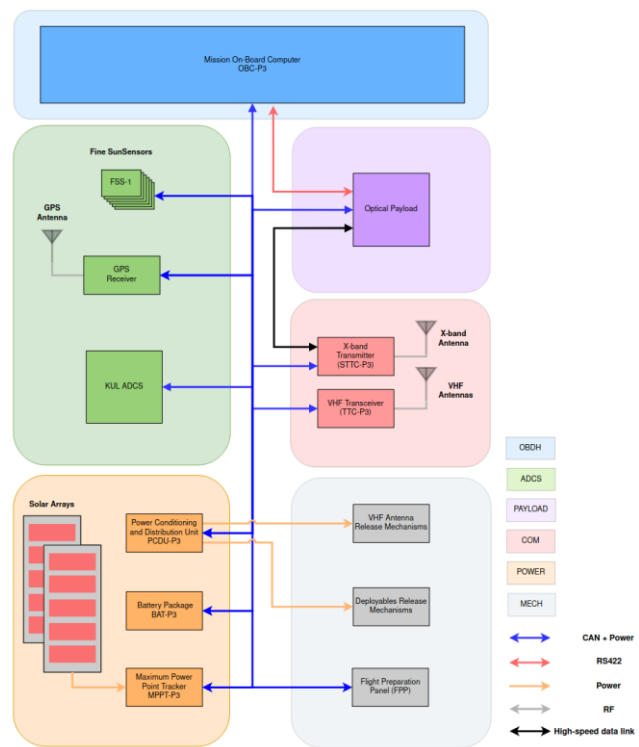 Mission On-Board Computer
OBC-P3
Fine SunSensors
FSS-1
GPS
Antenna
GPS
Receiver
KUL ADCS
Optical Payload
X-band
Transmitter
(STTC-P3)
X-band
Antenna
VHF Transceiver
(TTC-P3)
VHF
Antennas
Solar Arrays
Power Conditioning
and Distribution Unit
PCDU-P3
Battery Package
BAT-P3
Maximum Power
Point Tracker
MPPT-P3
VHF Antenna
Release Mechanisms
Deployables Release
Mechanisms
Flight Preparation
Panel (FPP)
OBDH
ADCS
PAYLOAD
COM
POWER
MECH
CAN + Power
RS422
Power
RF
High-speed data link